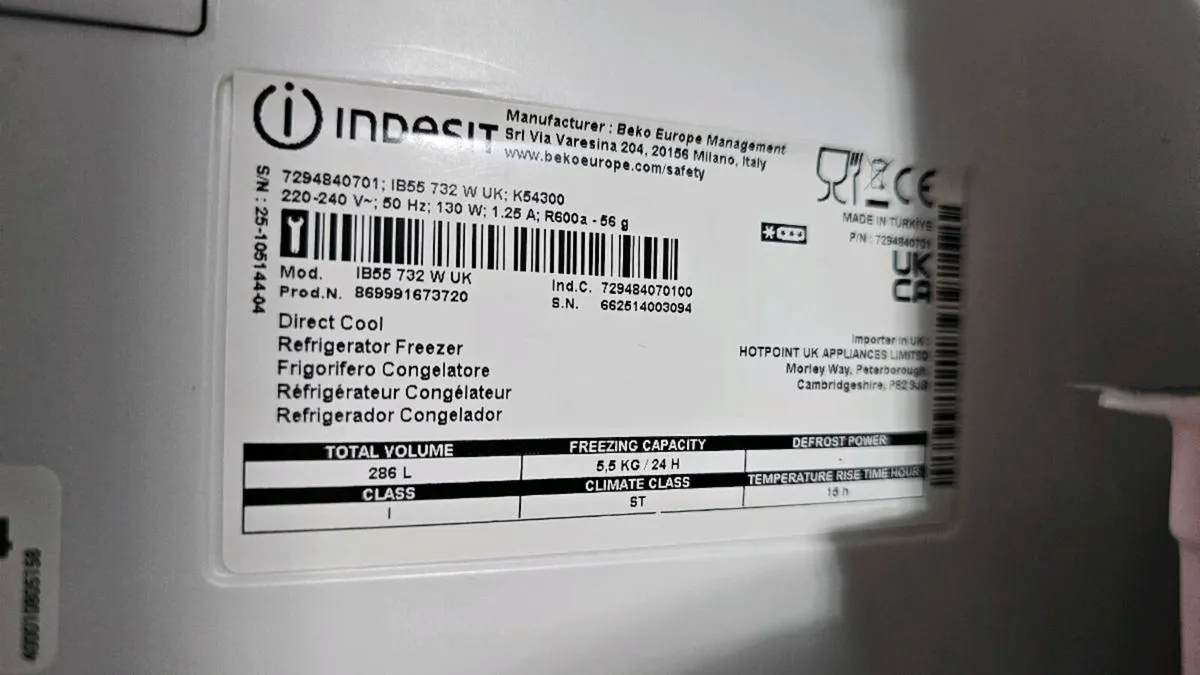 INDESIT
Manufacturer : Beko Europe Management
Srl Via Varesina 204, 20156 Milano, Italy
www.bekoeurope.com/safety
S/N : 25-105144-04
7294840701; IB55 732 W UK; K54300
220-240 V~; 50 Hz; 130 W; 1.25 A; R600a - 56 g
Mod. IB55 732 W UK
Prod.N. 869991673720
Ind.C. 729484070100
S.N. 662514003094
CE
MADE IN TÜRKİYE
P/N : 7294840701
UK
CA
Direct Cool
Refrigerator Freezer
Frigorifero Congelatore
Réfrigérateur Congélateur
Refrigerador Congelador
Importer in UK:
HOTPOINT UK APPLIANCES LIMITED
Morley Way, Peterborough,
Cambridgeshire,
TOTAL VOLUME FREEZING CAPACITY DEFROST POWER
286 L 5,5 KG / 24 H -
CLASS CLIMATE CLASS TEMPERATURE RISE TIME HOUR
I ST 16 h